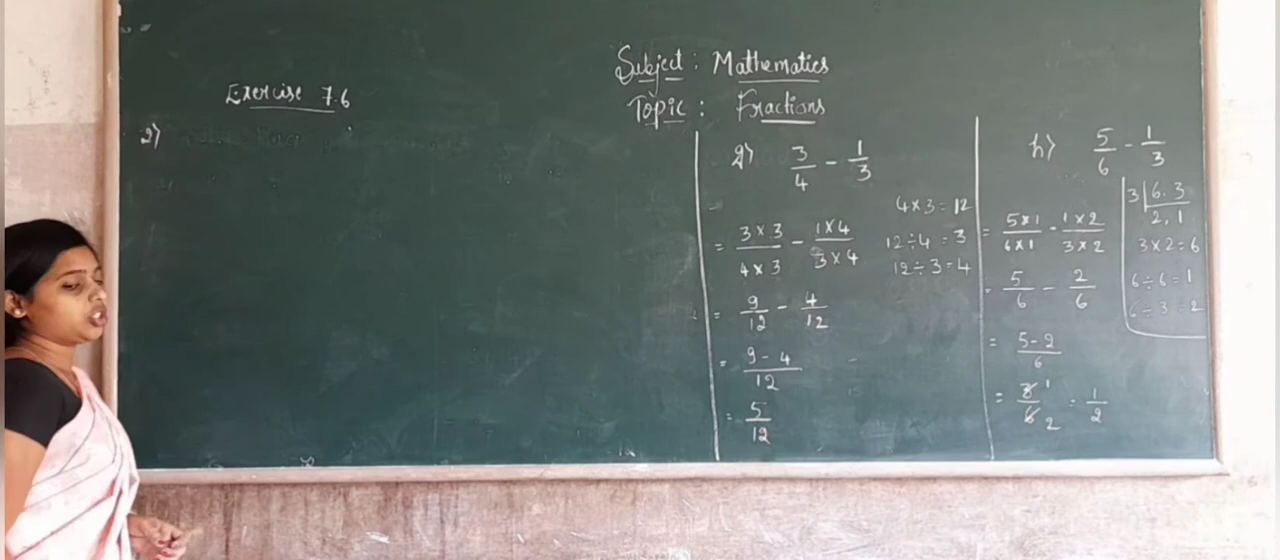 Subject : Mathematics
Topic : Fractions
Exercise 7.6
2)
g) 3/4 - 1/3
4 x 3 = 12
= 3 x 3 / 4 x 3 - 1 x 4 / 3 x 4
12 ÷ 4 = 3
12 ÷ 3 = 4
= 9/12 - 4/12
= 9 - 4 / 12
= 5/12
h) 5/6 - 1/3
3 | 6. 3
2, 1
= 5 x 1 / 6 x 1 - 1 x 2 / 3 x 2
3 x 2 = 6
6 ÷ 6 = 1
= 5/6 - 2/6
6 ÷ 3 = 2
= 5 - 2 / 6
= 3 1 / 6 2 = 1/2